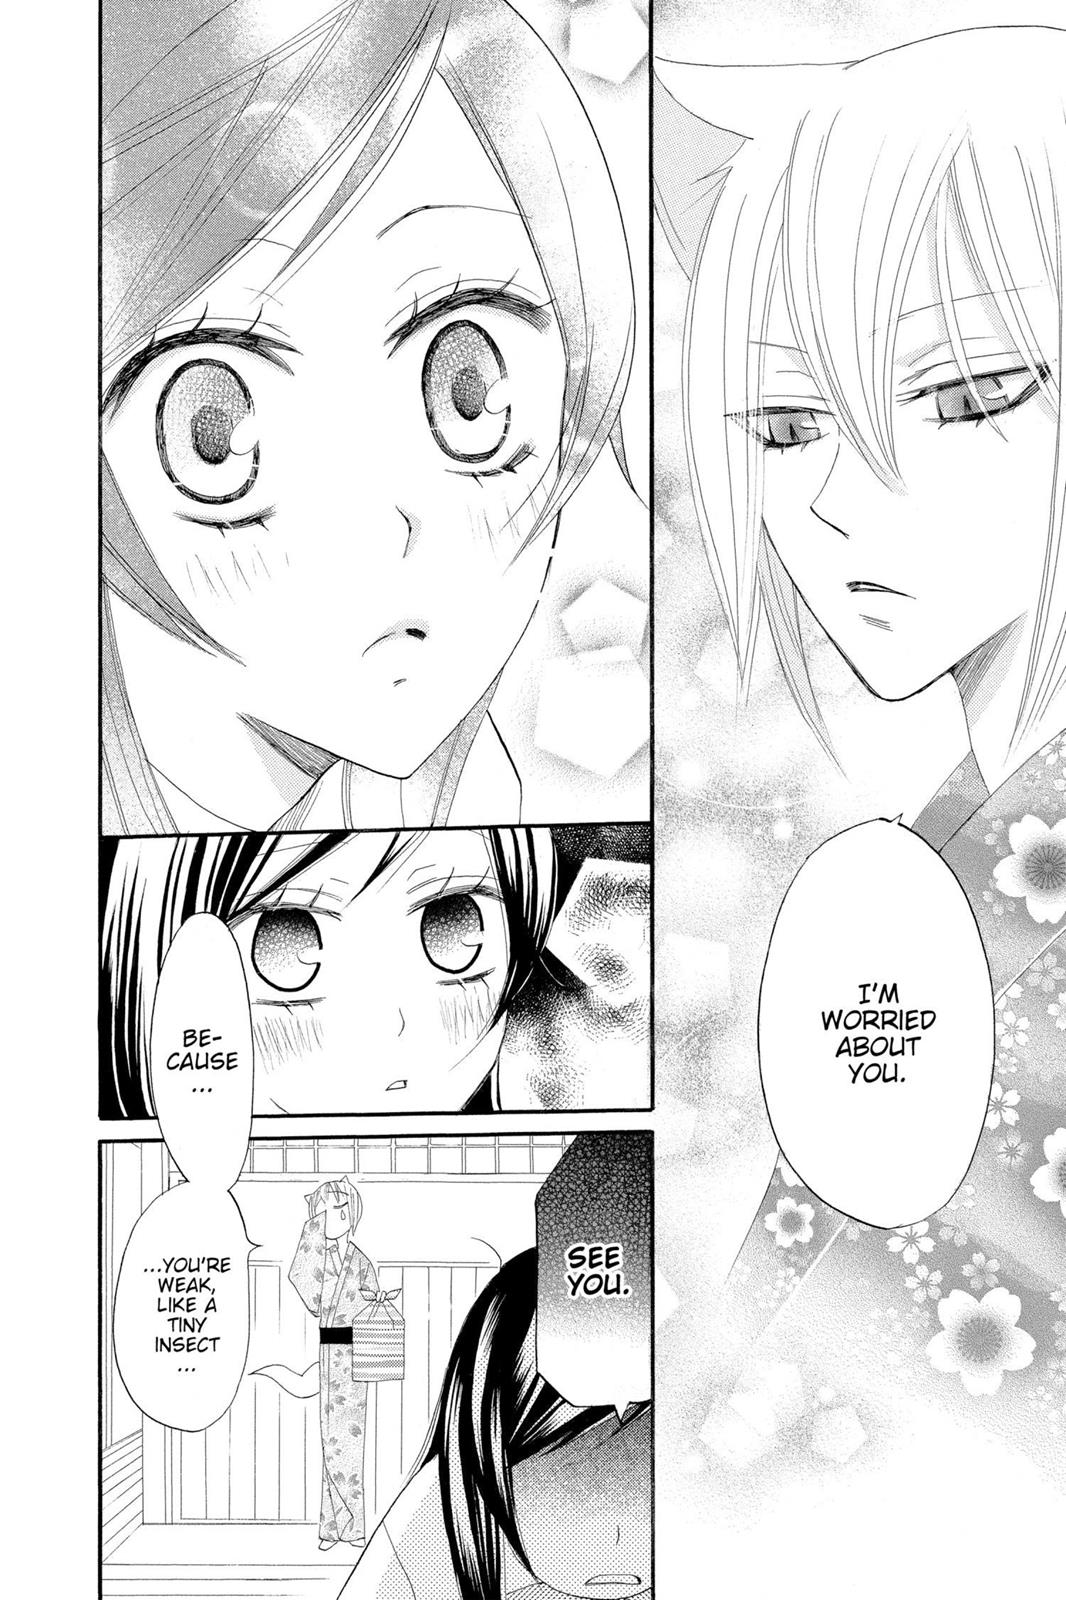 I'M
WORRIED
ABOUT
YOU.
BE-
CAUSE
...
...YOU'RE
WEAK,
LIKE A
TINY
INSECT
...
SEE
YOU.